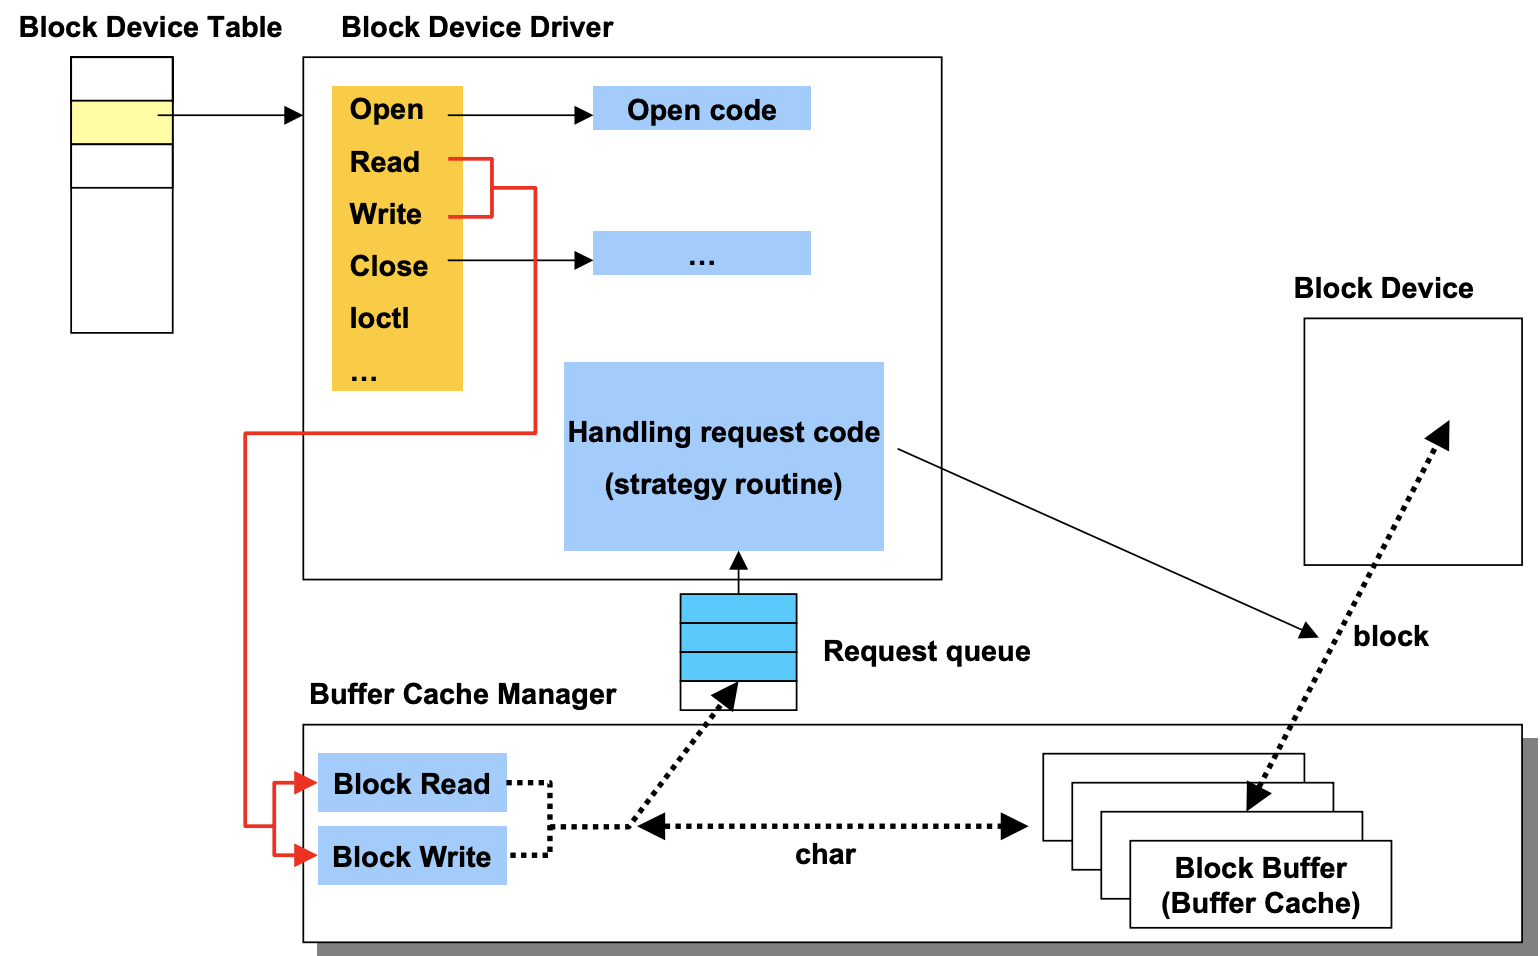 Block Device Table
Block Device Driver
Open
Open code
Read
Write
Close
…
Ioctl
…
Block Device
Handling request code
(strategy routine)
block
Request queue
Buffer Cache Manager
Block Read
Block Write
char
Block Buffer
(Buffer Cache)